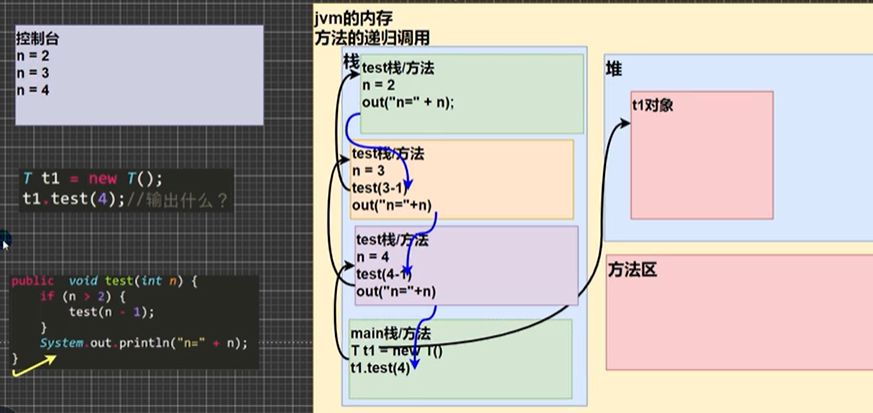 控制台
n = 2
n = 3
n = 4
T t1 = new T();
t1.test(4);//输出什么？
public void test(int n) {
if (n > 2) {
test(n - 1);
}
System.out.println("n=" + n);
}
jvm的内存
方法的递归调用
栈
test栈/方法
n = 2
out("n=" + n);
test栈/方法
n = 3
test(3-1)
out("n="+n)
test栈/方法
n = 4
test(4-1)
out("n="+n)
main栈/方法
T t1 = new T()
t1.test(4)
堆
t1对象
方法区